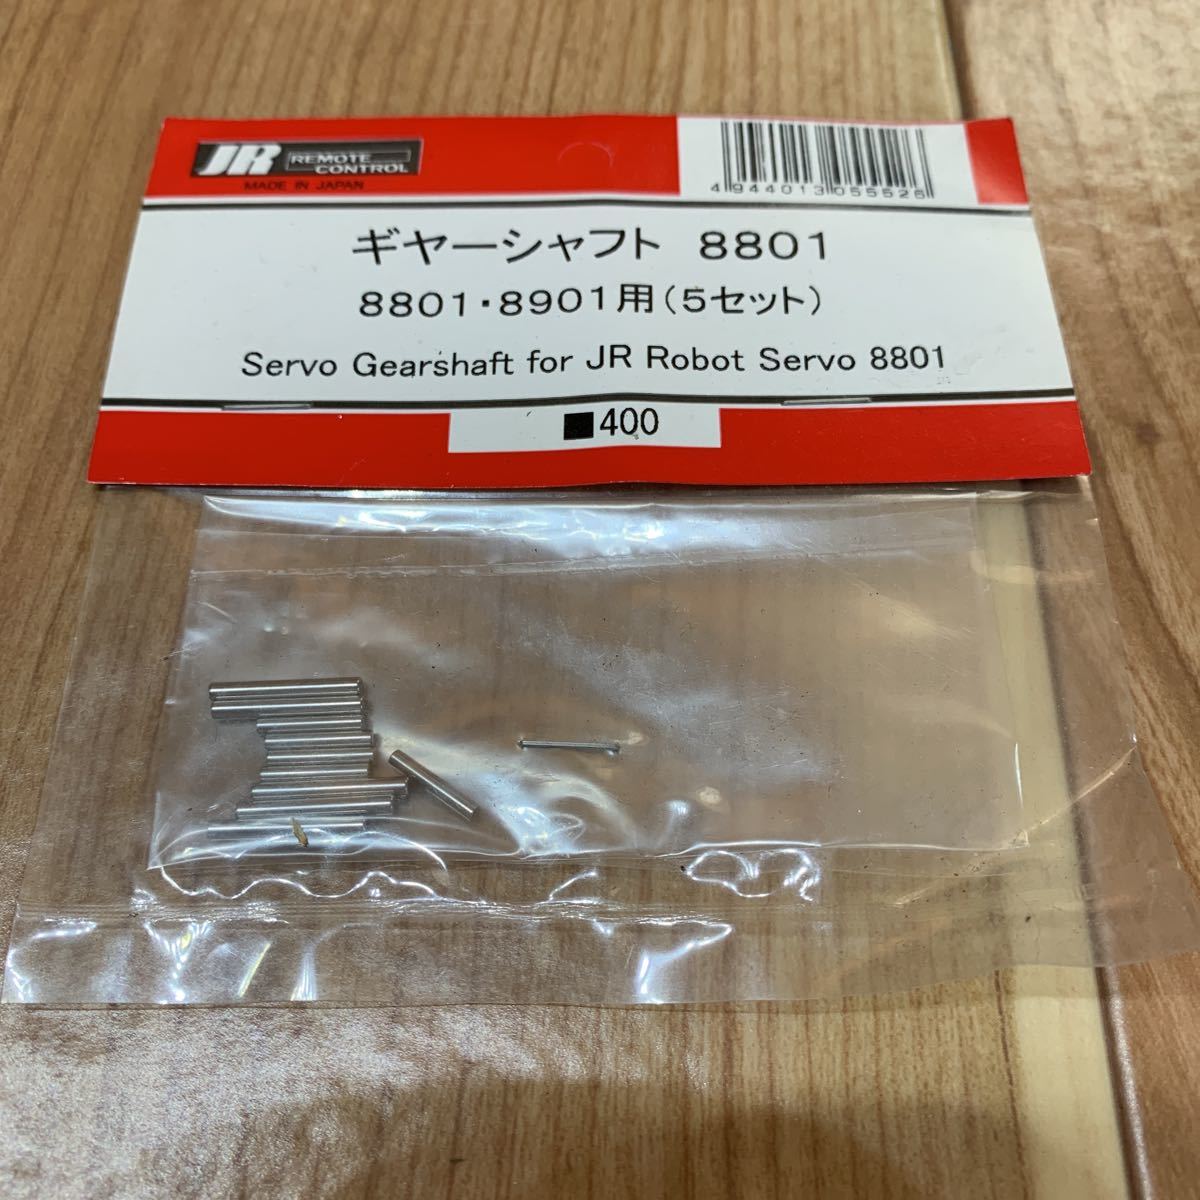 JR REMOTE CONTROL
MADE IN JAPAN
4944013055526
ギヤーシャフト 8801
8801・8901用(5セット)
Servo Gearshaft for JR Robot Servo 8801
■400